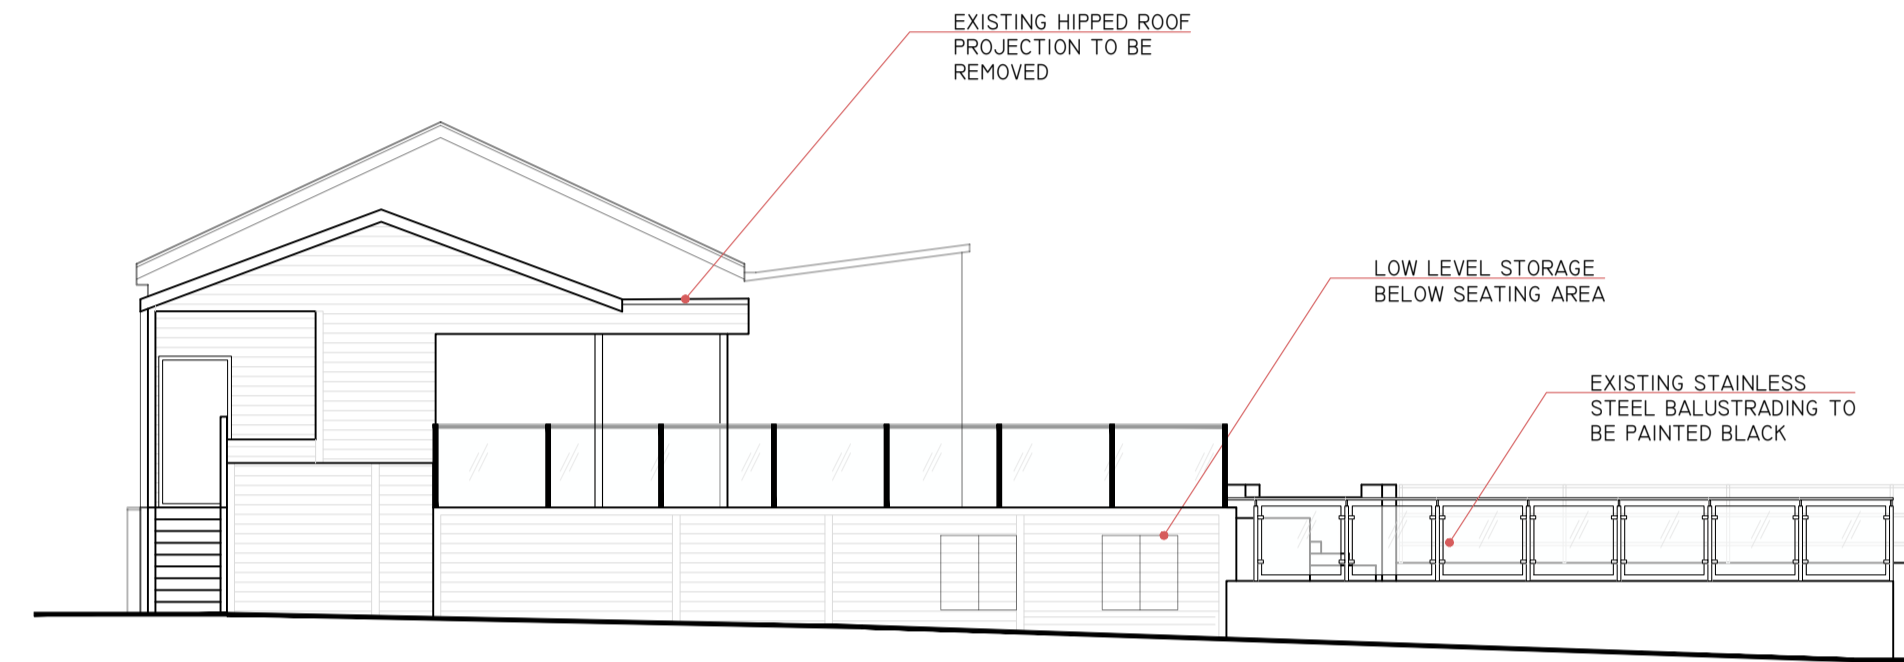 EXISTING HIPPED ROOF
PROJECTION TO BE
REMOVED
LOW LEVEL STORAGE
BELOW SEATING AREA
EXISTING STAINLESS
STEEL BALUSTRADING TO
BE PAINTED BLACK